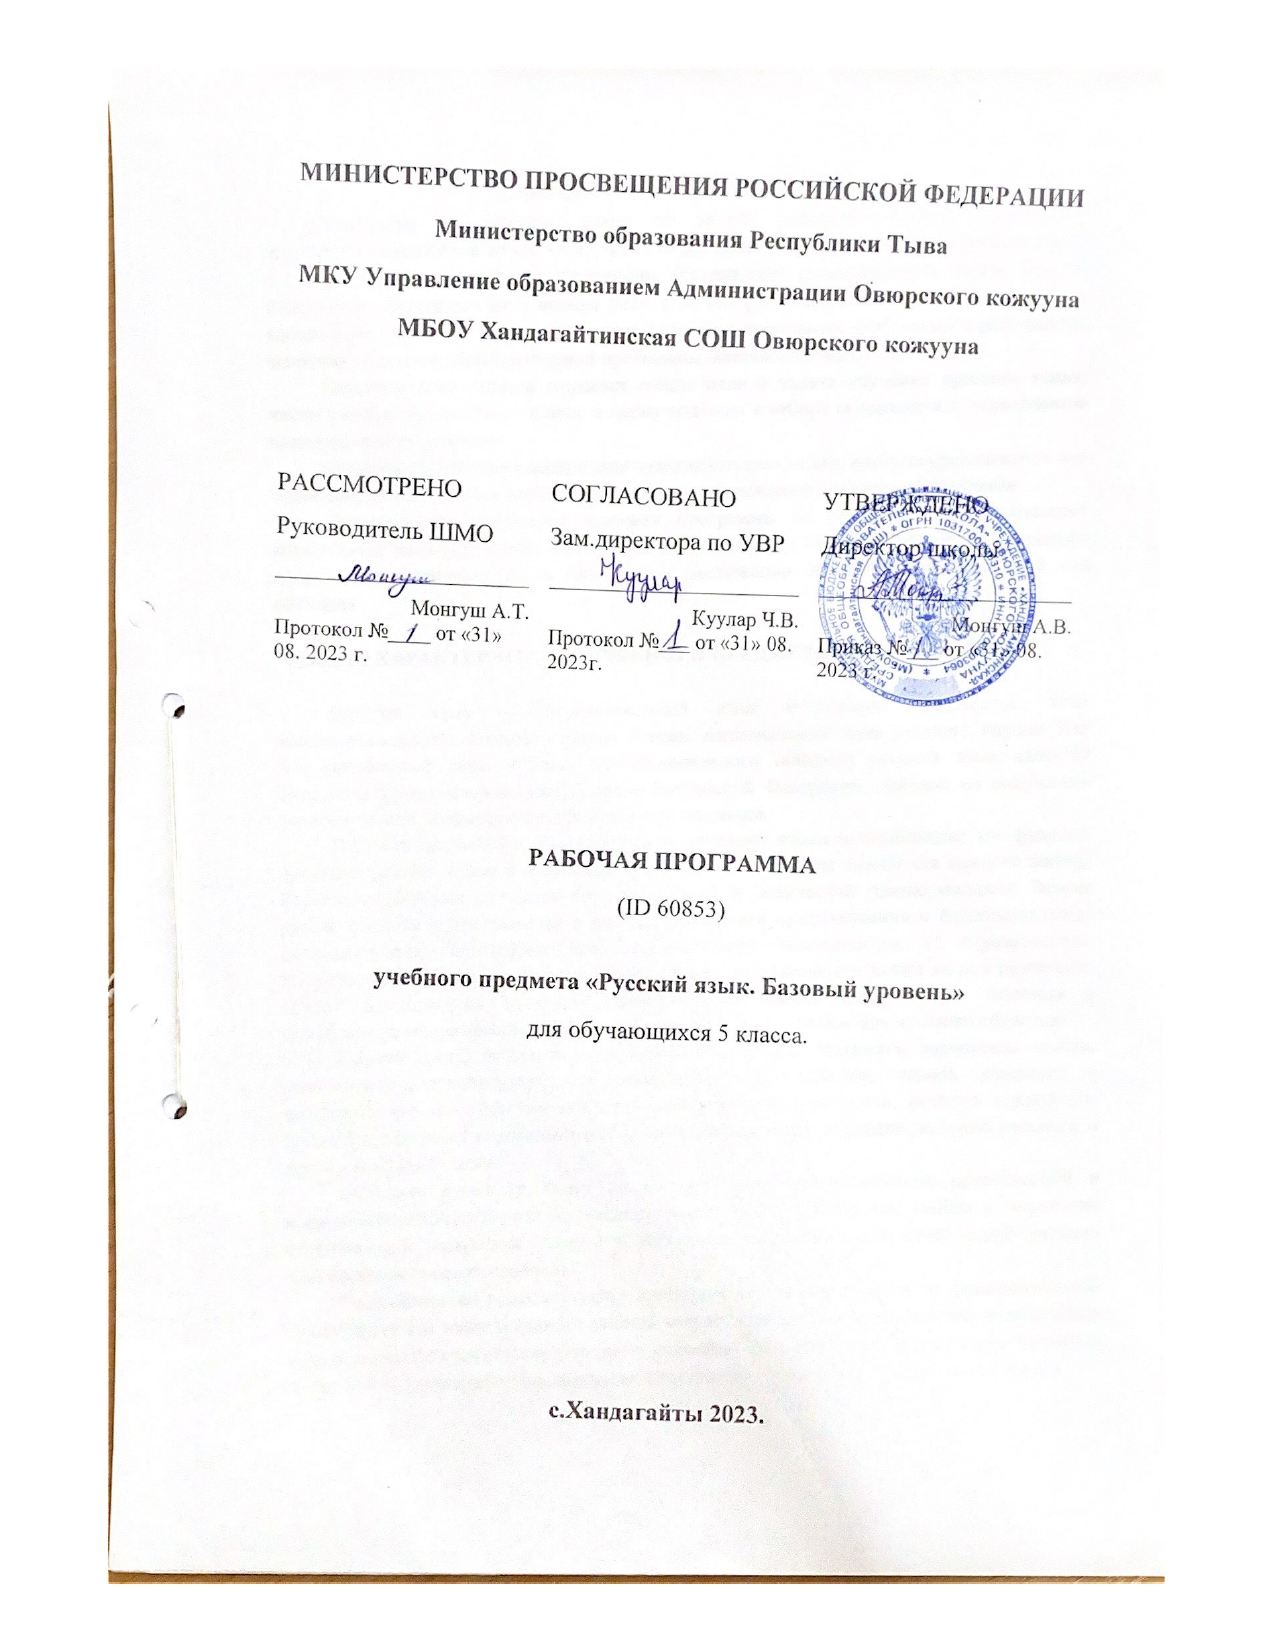 МИНИСТЕРСТВО ПРОСВЕЩЕНИЯ РОССИЙСКОЙ ФЕДЕРАЦИИ
Министерство образования Республики Тыва
МКУ Управление образованием Администрации Овюрского кожууна
МБОУ Хандагайтинская СОШ Овюрского кожууна
РАССМОТРЕНО
Руководитель ШМО
Монгуш
Монгуш А.Т.
Протокол № 1 от «31»
08. 2023 г.
СОГЛАСОВАНО
Зам.директора по УВР
Куулар
Куулар Ч.В.
Протокол № 1 от «31» 08.
2023г.
УТВЕРЖДЕНО
Директор школы
Монгуш А.В.
Приказ № 1 от «31» 08.
2023 г.
РАБОЧАЯ ПРОГРАММА
(ID 60853)
учебного предмета «Русский язык. Базовый уровень»
для обучающихся 5 класса.
с.Хандагайты 2023.